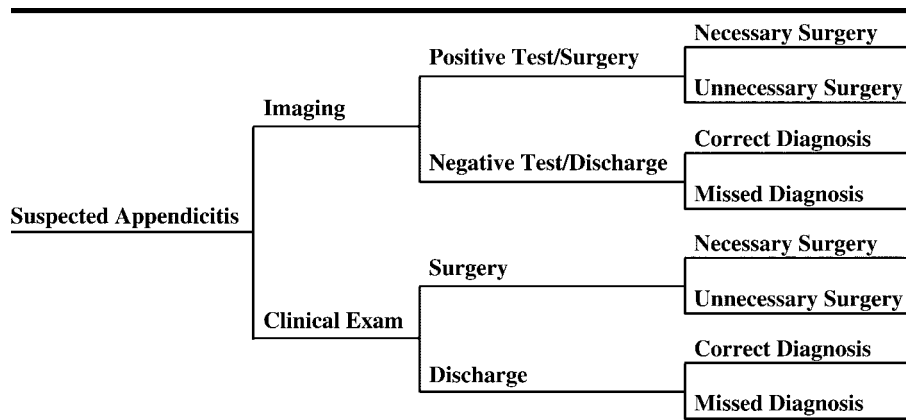 Necessary Surgery
Positive Test/Surgery
Unnecessary Surgery
Imaging
Correct Diagnosis
Negative Test/Discharge
Missed Diagnosis
Suspected Appendicitis
Necessary Surgery
Surgery
Unnecessary Surgery
Clinical Exam
Correct Diagnosis
Discharge
Missed Diagnosis